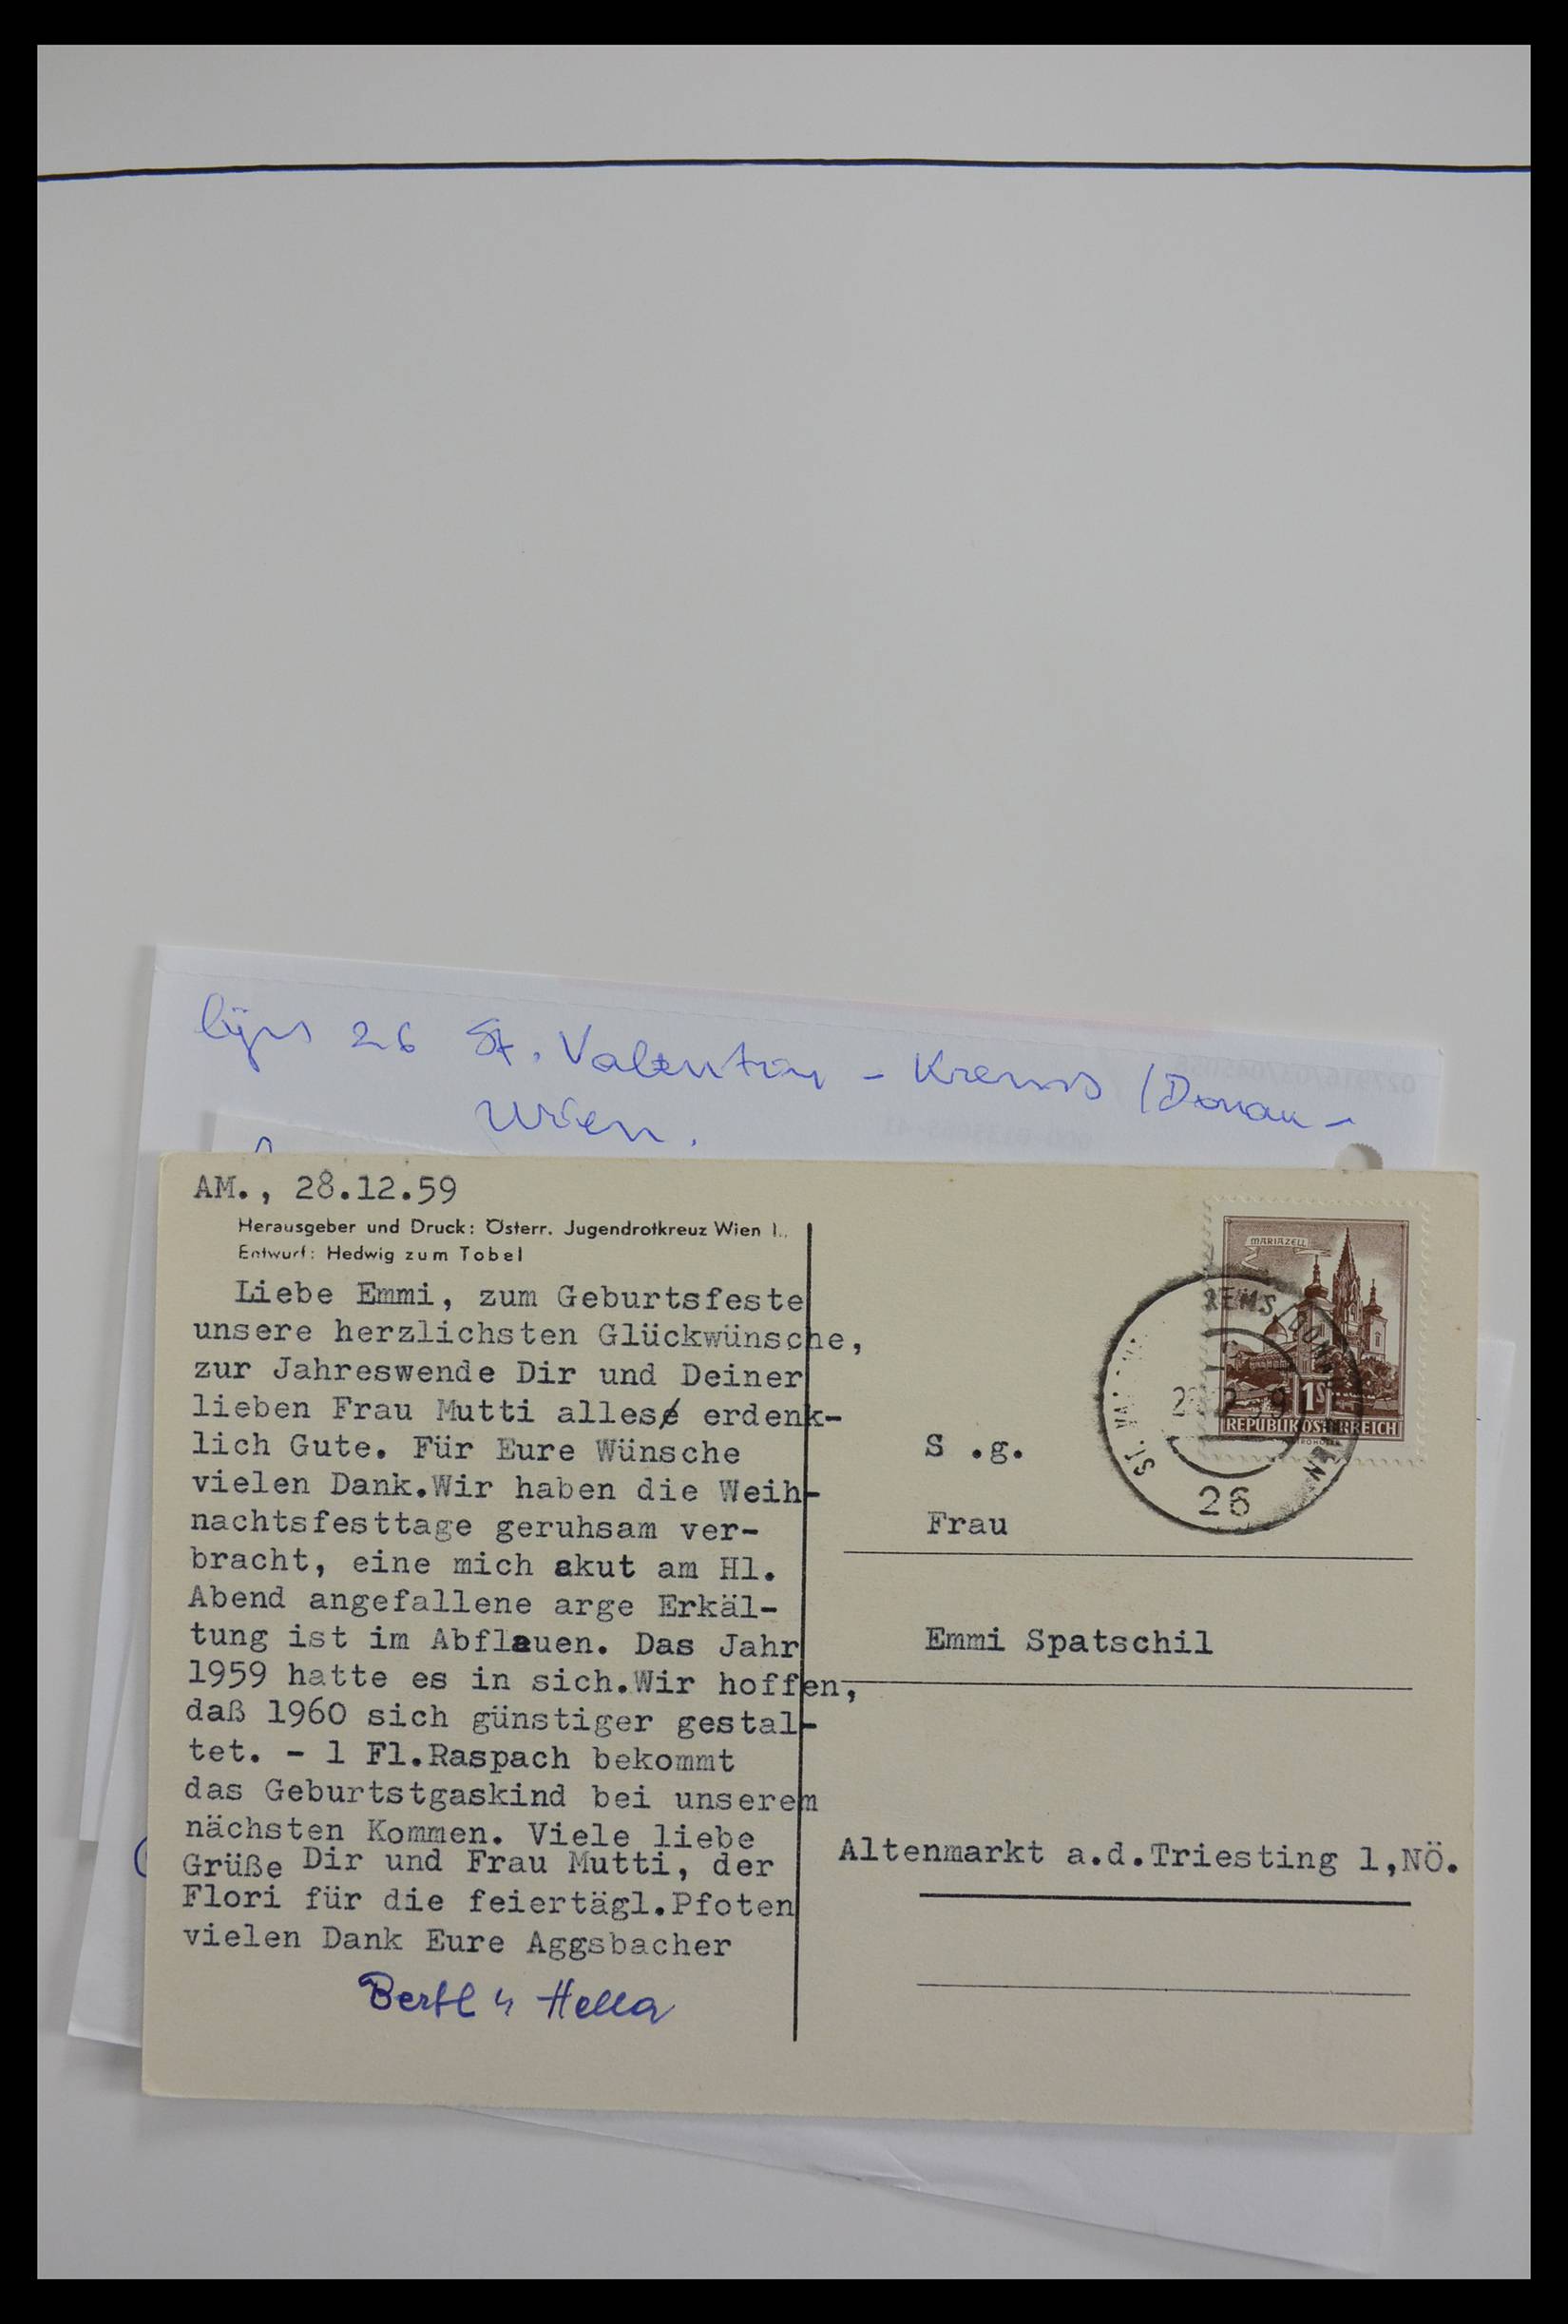 lijn 26 St. Valentin - Krems /Donau -
Wien.
AM., 28.12.59
Herausgeber und Druck: Österr. Jugendrotkreuz Wien I.,
Entwurf: Hedwig zum Tobel
Liebe Emmi, zum Geburtsfeste
unsere herzlichsten Glückwünsche,
zur Jahreswende Dir und Deiner
lieben Frau Mutti alles erdenk-
lich Gute. Für Eure Wünsche
vielen Dank.Wir haben die Weih-
nachtsfesttage geruhsam ver-
bracht, eine mich akut am Hl.
Abend angefallene arge Erkäl-
tung ist im Abflauen. Das Jahr
1959 hatte es in sich.Wir hoffen,
daß 1960 sich günstiger gestal-
tet. - 1 Fl.Raspach bekommt
das Geburtstgaskind bei unserem
nächsten Kommen. Viele liebe
Grüße Dir und Frau Mutti, der
Flori für die feiertägl.Pfoten
vielen Dank Eure Aggsbacher
Bertl u Hella
MARIAZELL
1S
REPUBLIK ÖSTERREICH
REMS/DON
ST. VA
26
S .g.
Frau
Emmi Spatschil
Altenmarkt a.d.Triesting 1,NÖ.